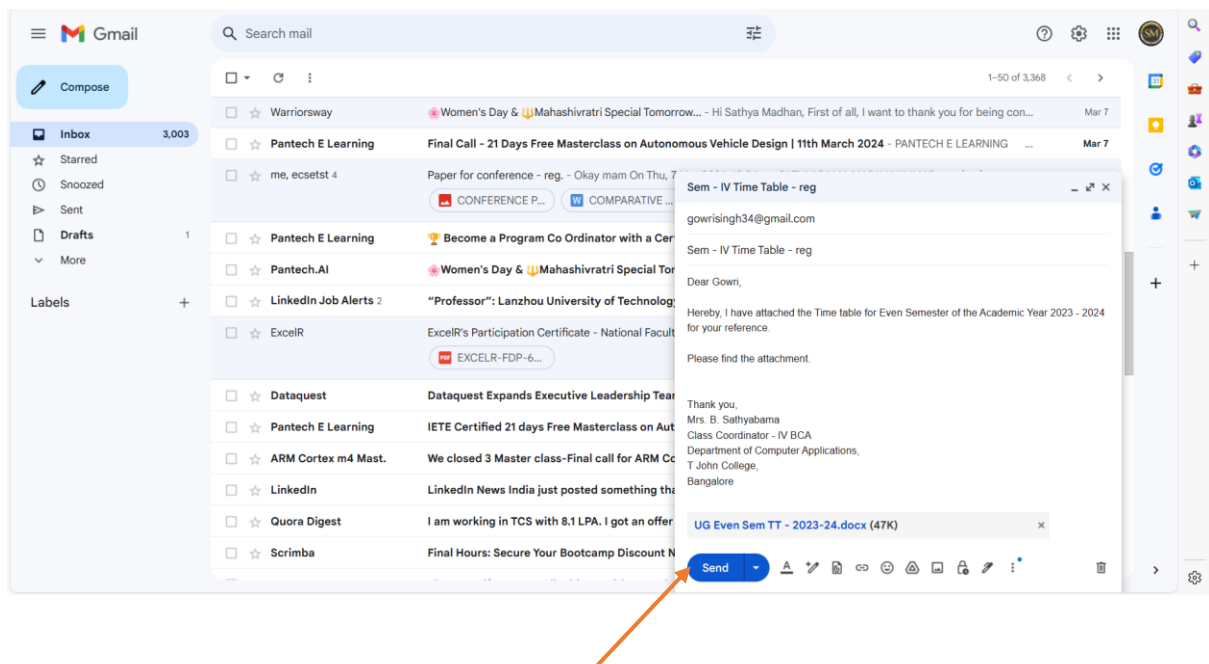 Gmail
Search mail
SM
Compose
1–50 of 3,368
Inbox 3,003
Starred
Snoozed
Sent
Drafts 1
More
Labels
Warriorsway 🌸Women's Day & 🔱Mahashivratri Special Tomorrow... - Hi Sathya Madhan, First of all, I want to thank you for being con... Mar 7
Pantech E Learning Final Call - 21 Days Free Masterclass on Autonomous Vehicle Design | 11th March 2024 - PANTECH E LEARNING ... Mar 7
me, ecsetst 4 Paper for conference - reg. - Okay mam On Thu, 7
CONFERENCE P... W COMPARATIVE ...
Pantech E Learning 🏆 Become a Program Co Ordinator with a Cer
Pantech.AI 🌸Women's Day & 🔱Mahashivratri Special Tor
LinkedIn Job Alerts 2 “Professor”: Lanzhou University of Technology
ExcelR ExcelR's Participation Certificate - National Facult
PDF EXCELR-FDP-6...
Dataquest Dataquest Expands Executive Leadership Tear
Pantech E Learning IETE Certified 21 days Free Masterclass on Aut
ARM Cortex m4 Mast. We closed 3 Master class-Final call for ARM Co
LinkedIn LinkedIn News India just posted something tha
Quora Digest I am working in TCS with 8.1 LPA. I got an offer
Scrimba Final Hours: Secure Your Bootcamp Discount N
Sem - IV Time Table - reg
gowrisingh34@gmail.com
Sem - IV Time Table - reg
Dear Gowri,
Hereby, I have attached the Time table for Even Semester of the Academic Year 2023 - 2024
for your reference.
Please find the attachment.
Thank you,
Mrs. B. Sathyabama
Class Coordinator - IV BCA
Department of Computer Applications,
T John College,
Bangalore
UG Even Sem TT - 2023-24.docx (47K)
Send
31